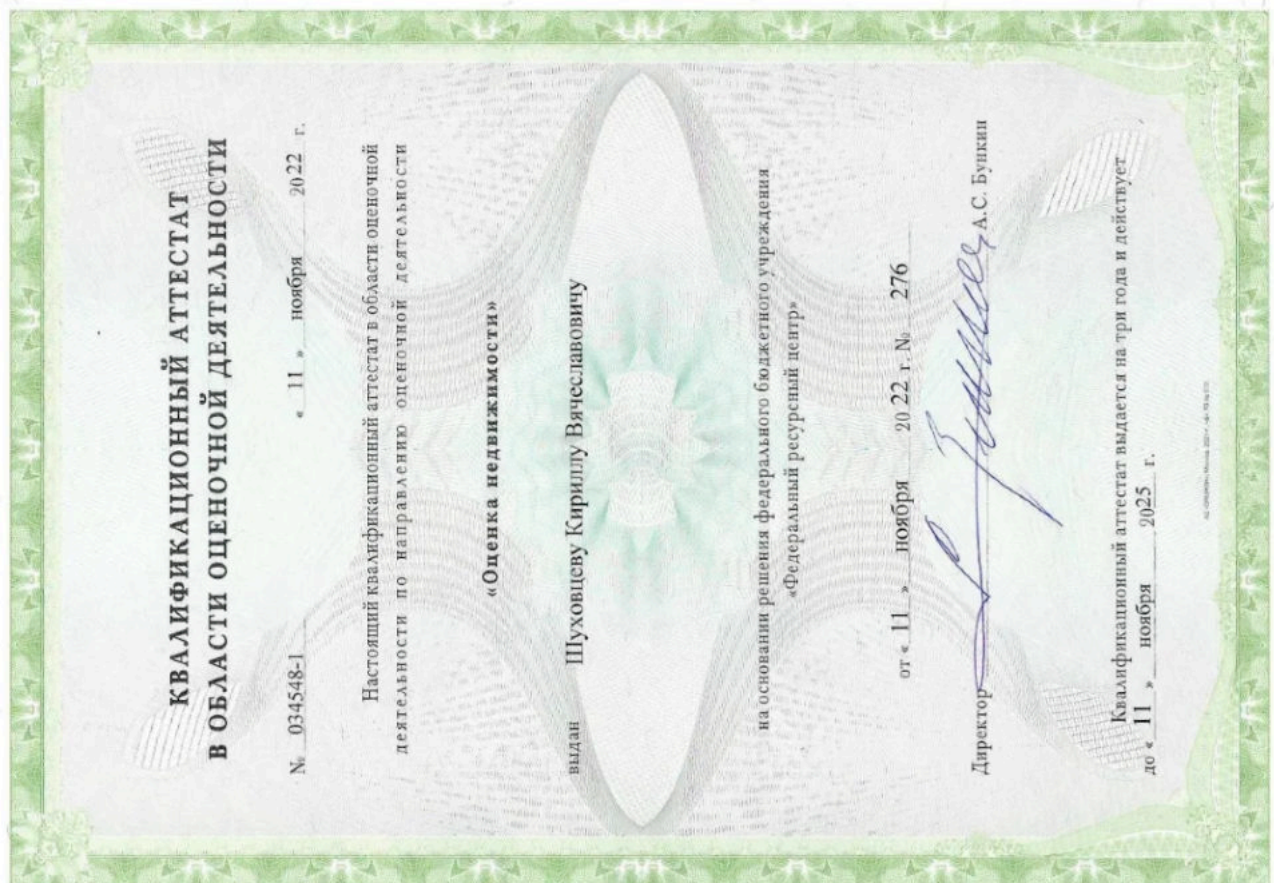 КВАЛИФИКАЦИОННЫЙ АТТЕСТАТ
В ОБЛАСТИ ОЦЕНОЧНОЙ ДЕЯТЕЛЬНОСТИ
№ 034548-1 « 11 » ноября 2022 г.
Настоящий квалификационный аттестат в области оценочной
деятельности по направлению оценочной деятельности
«Оценка недвижимости»
выдан Шуховцеву Кириллу Вячеславовичу
на основании решения федерального бюджетного учреждения
«Федеральный ресурсный центр»
от « 11 » ноября 20 22 г. № 276
Директор А.С. Бункин
Квалификационный аттестат выдается на три года и действует
до « 11 » ноября 2025 г.